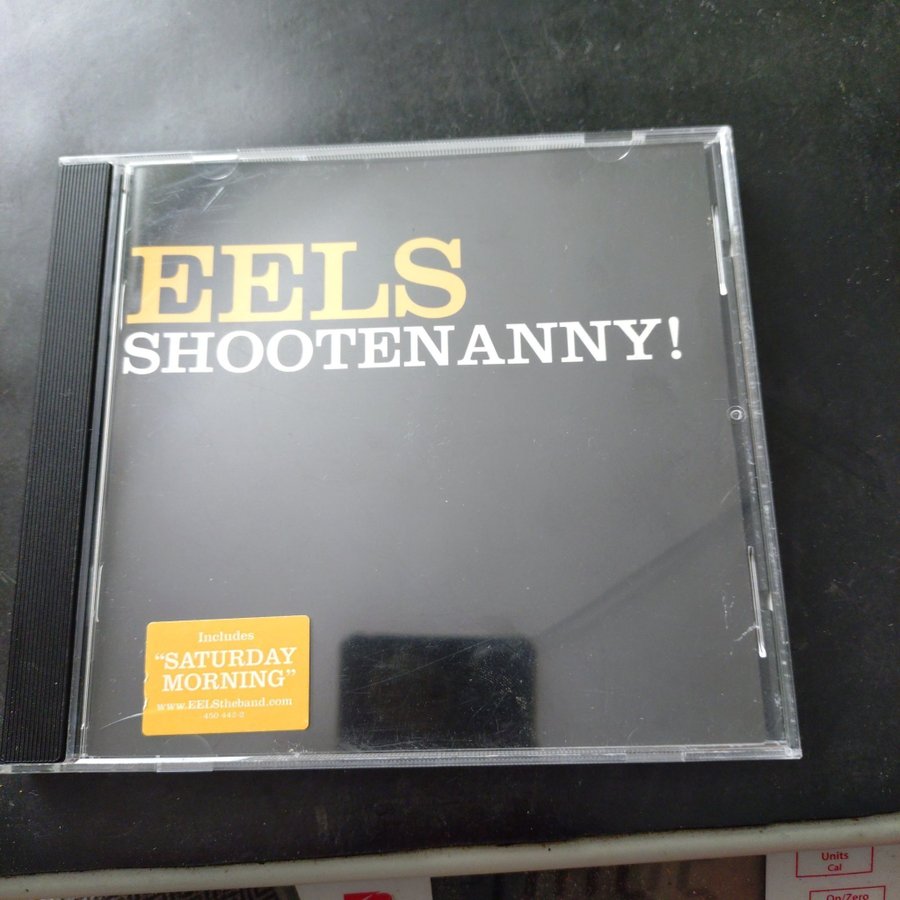 EELS
SHOOTENANNY!
Includes
"SATURDAY
MORNING"
www.EELStheband.com
450 442-2
Units
Cal
On/Zero